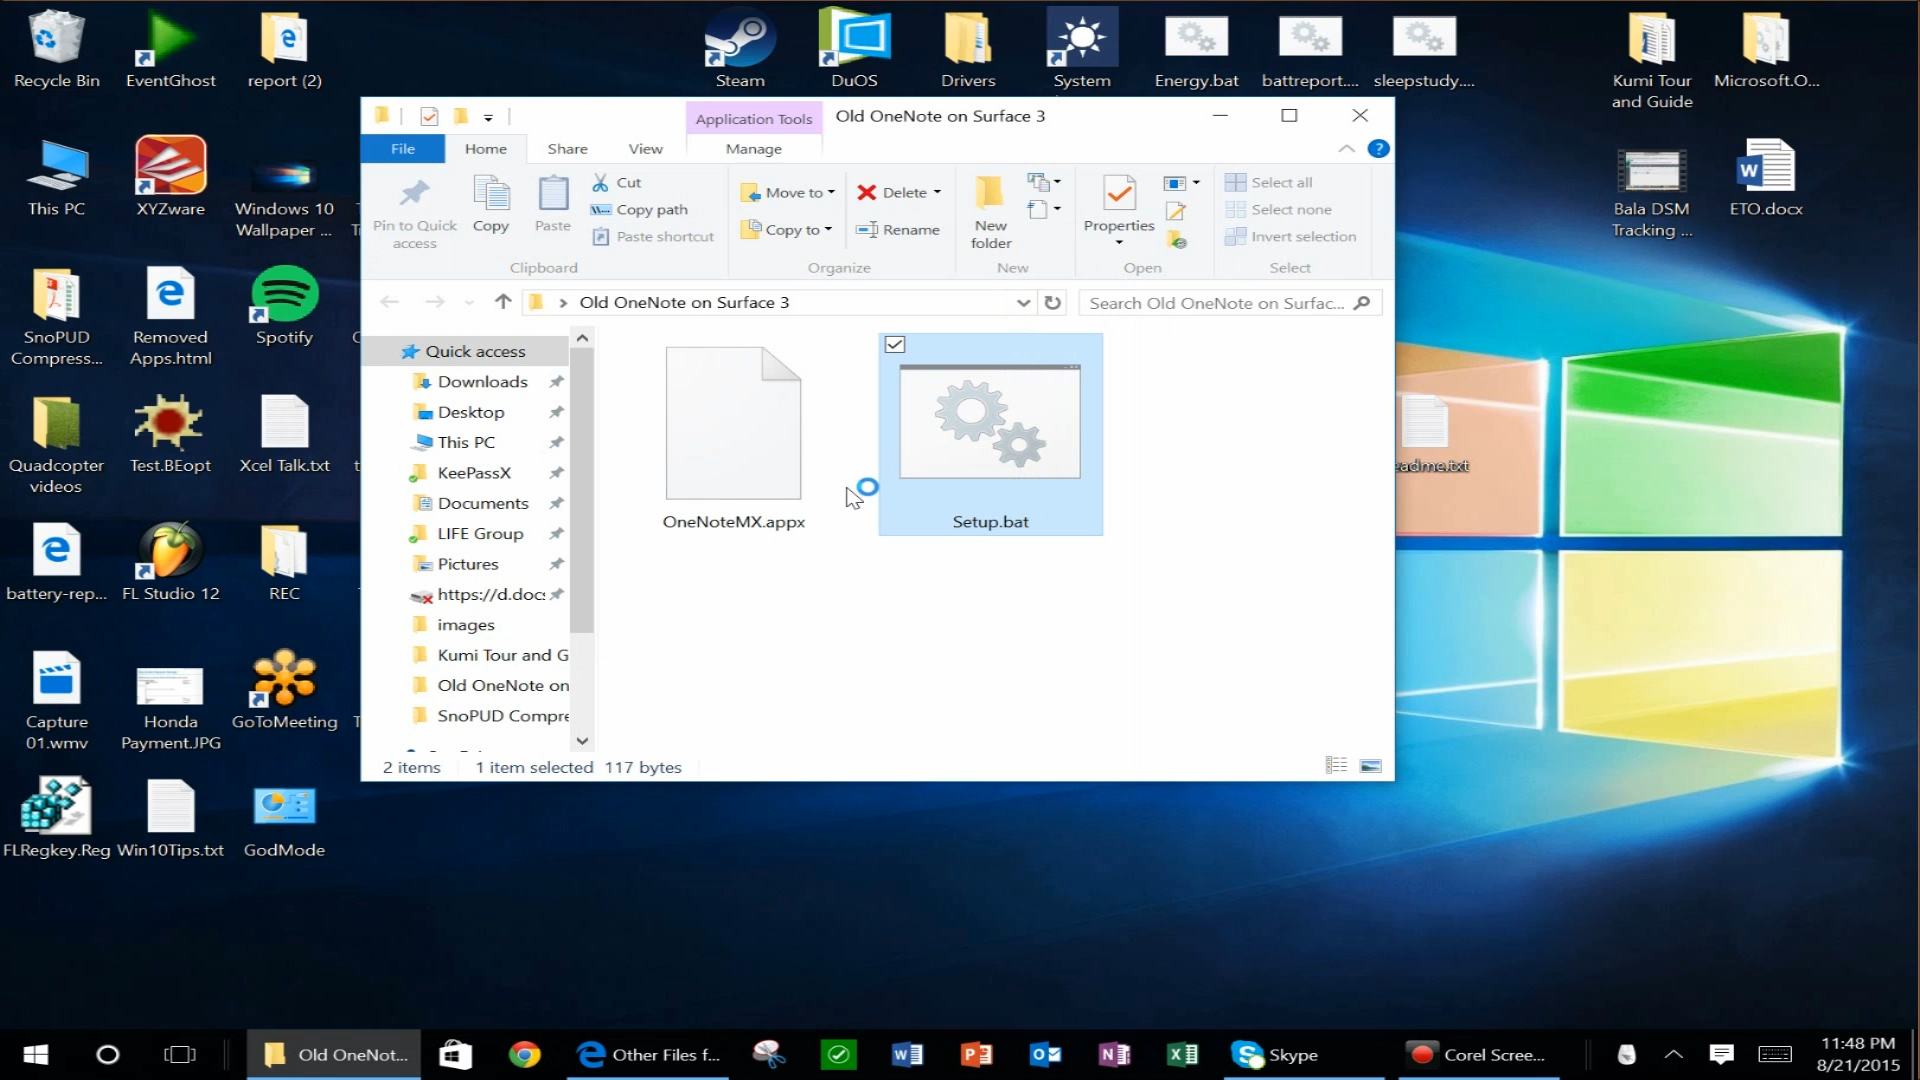 Recycle Bin
EventGhost
report (2)
Steam
DuOS
Drivers
System
Energy.bat
battreport....
sleepstudy....
Kumi Tour
and Guide
Microsoft.O...
Application Tools
Old OneNote on Surface 3
File
Home
Share
View
Manage
Pin to Quick
access
Copy
Paste
Cut
Copy path
Paste shortcut
Clipboard
Move to
Copy to
Delete
Rename
Organize
New
folder
New
Properties
Open
Select all
Select none
Invert selection
Select
Old OneNote on Surface 3
Search Old OneNote on Surfac...
Quick access
Downloads
Desktop
This PC
KeePassX
Documents
LIFE Group
Pictures
https://d.docs
images
Kumi Tour and G
Old OneNote on
SnoPUD Compre
OneNoteMX.appx
Setup.bat
2 items
1 item selected 117 bytes
This PC
XYZware
Windows 10
Wallpaper ...
Bala DSM
Tracking ...
ETO.docx
SnoPUD
Compress...
Removed
Apps.html
Spotify
Quadcopter
videos
Test.BEopt
Xcel Talk.txt
eadme.txt
battery-rep...
FL Studio 12
REC
Capture
01.wmv
Honda
Payment.JPG
GoToMeeting
FLRegkey.Reg
Win10Tips.txt
GodMode
Old OneNot...
Other Files f...
Skype
Corel Scree...
11:48 PM
8/21/2015